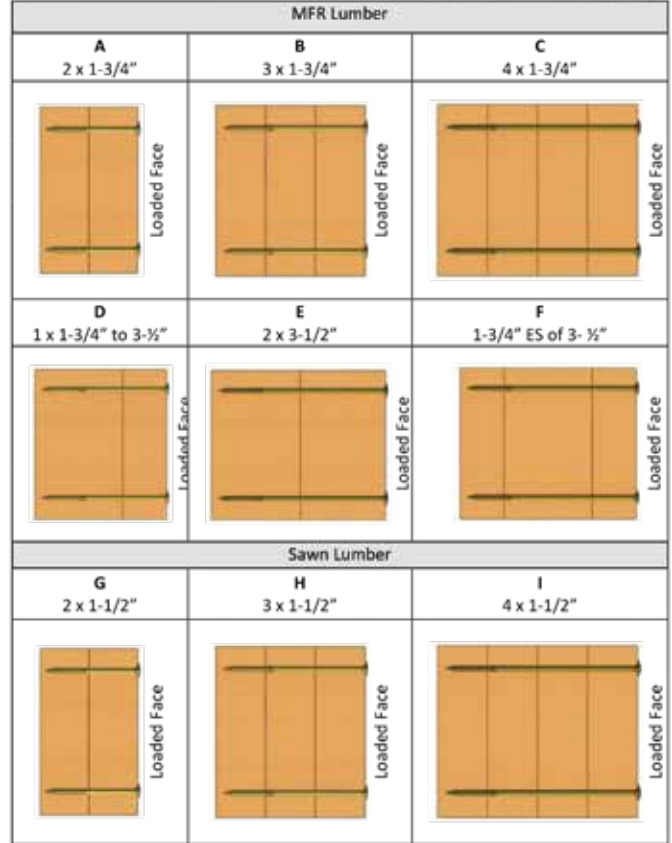 MFR Lumber
A
2 x 1-3/4”
B
3 x 1-3/4”
C
4 x 1-3/4”
Loaded Face
Loaded Face
Loaded Face
D
1 x 1-3/4” to 3-½”
E
2 x 3-1/2”
F
1-3/4” ES of 3- ½”
Loaded Face
Loaded Face
Loaded Face
Sawn Lumber
G
2 x 1-1/2”
H
3 x 1-1/2”
I
4 x 1-1/2”
Loaded Face
Loaded Face
Loaded Face